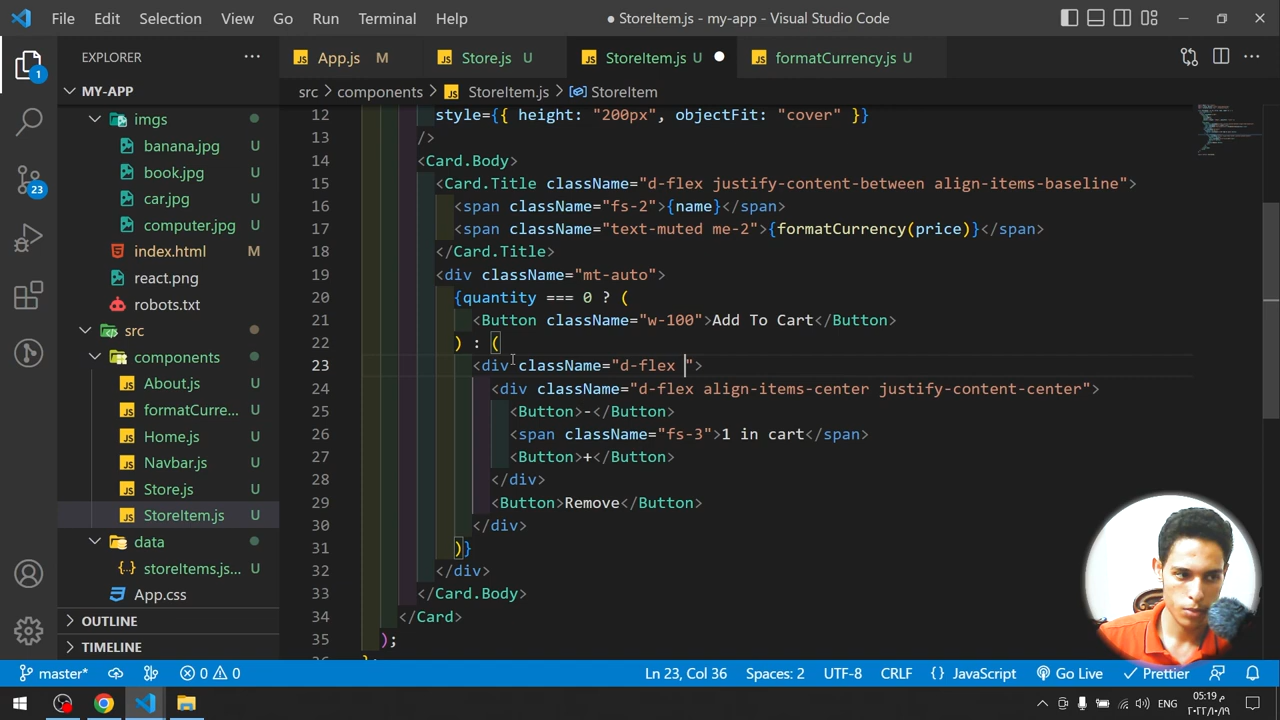 File Edit Selection View Go Run Terminal Help
● StoreItem.js - my-app - Visual Studio Code
EXPLORER
App.js M
Store.js U
StoreItem.js U
formatCurrency.js U
MY-APP
src components StoreItem.js StoreItem
imgs
banana.jpg U
book.jpg U
car.jpg U
computer.jpg U
index.html M
react.png U
robots.txt U
src
components
About.js U
formatCurre... U
Home.js U
Navbar.js U
Store.js U
StoreItem.js U
data
storeItems.js... U
App.css U
OUTLINE
TIMELINE
1
23
12 style={{ height: "200px", objectFit: "cover" }}
13 />
14 <Card.Body>
15 <Card.Title className="d-flex justify-content-between align-items-baseline">
16 <span className="fs-2">{name}</span>
17 <span className="text-muted me-2">{formatCurrency(price)}</span>
18 </Card.Title>
19 <div className="mt-auto">
20 {quantity === 0 ? (
21 <Button className="w-100">Add To Cart</Button>
22 ) : (
23 <div className="d-flex ">
24 <div className="d-flex align-items-center justify-content-center">
25 <Button>-</Button>
26 <span className="fs-3">1 in cart</span>
27 <Button>+</Button>
28 </div>
29 <Button>Remove</Button>
30 </div>
31 )}
32 </div>
33 </Card.Body>
34 </Card>
35 );
master* 0 0 Ln 23, Col 36 Spaces: 2 UTF-8 CRLF {} JavaScript Go Live Prettier
ENG
م 05:19